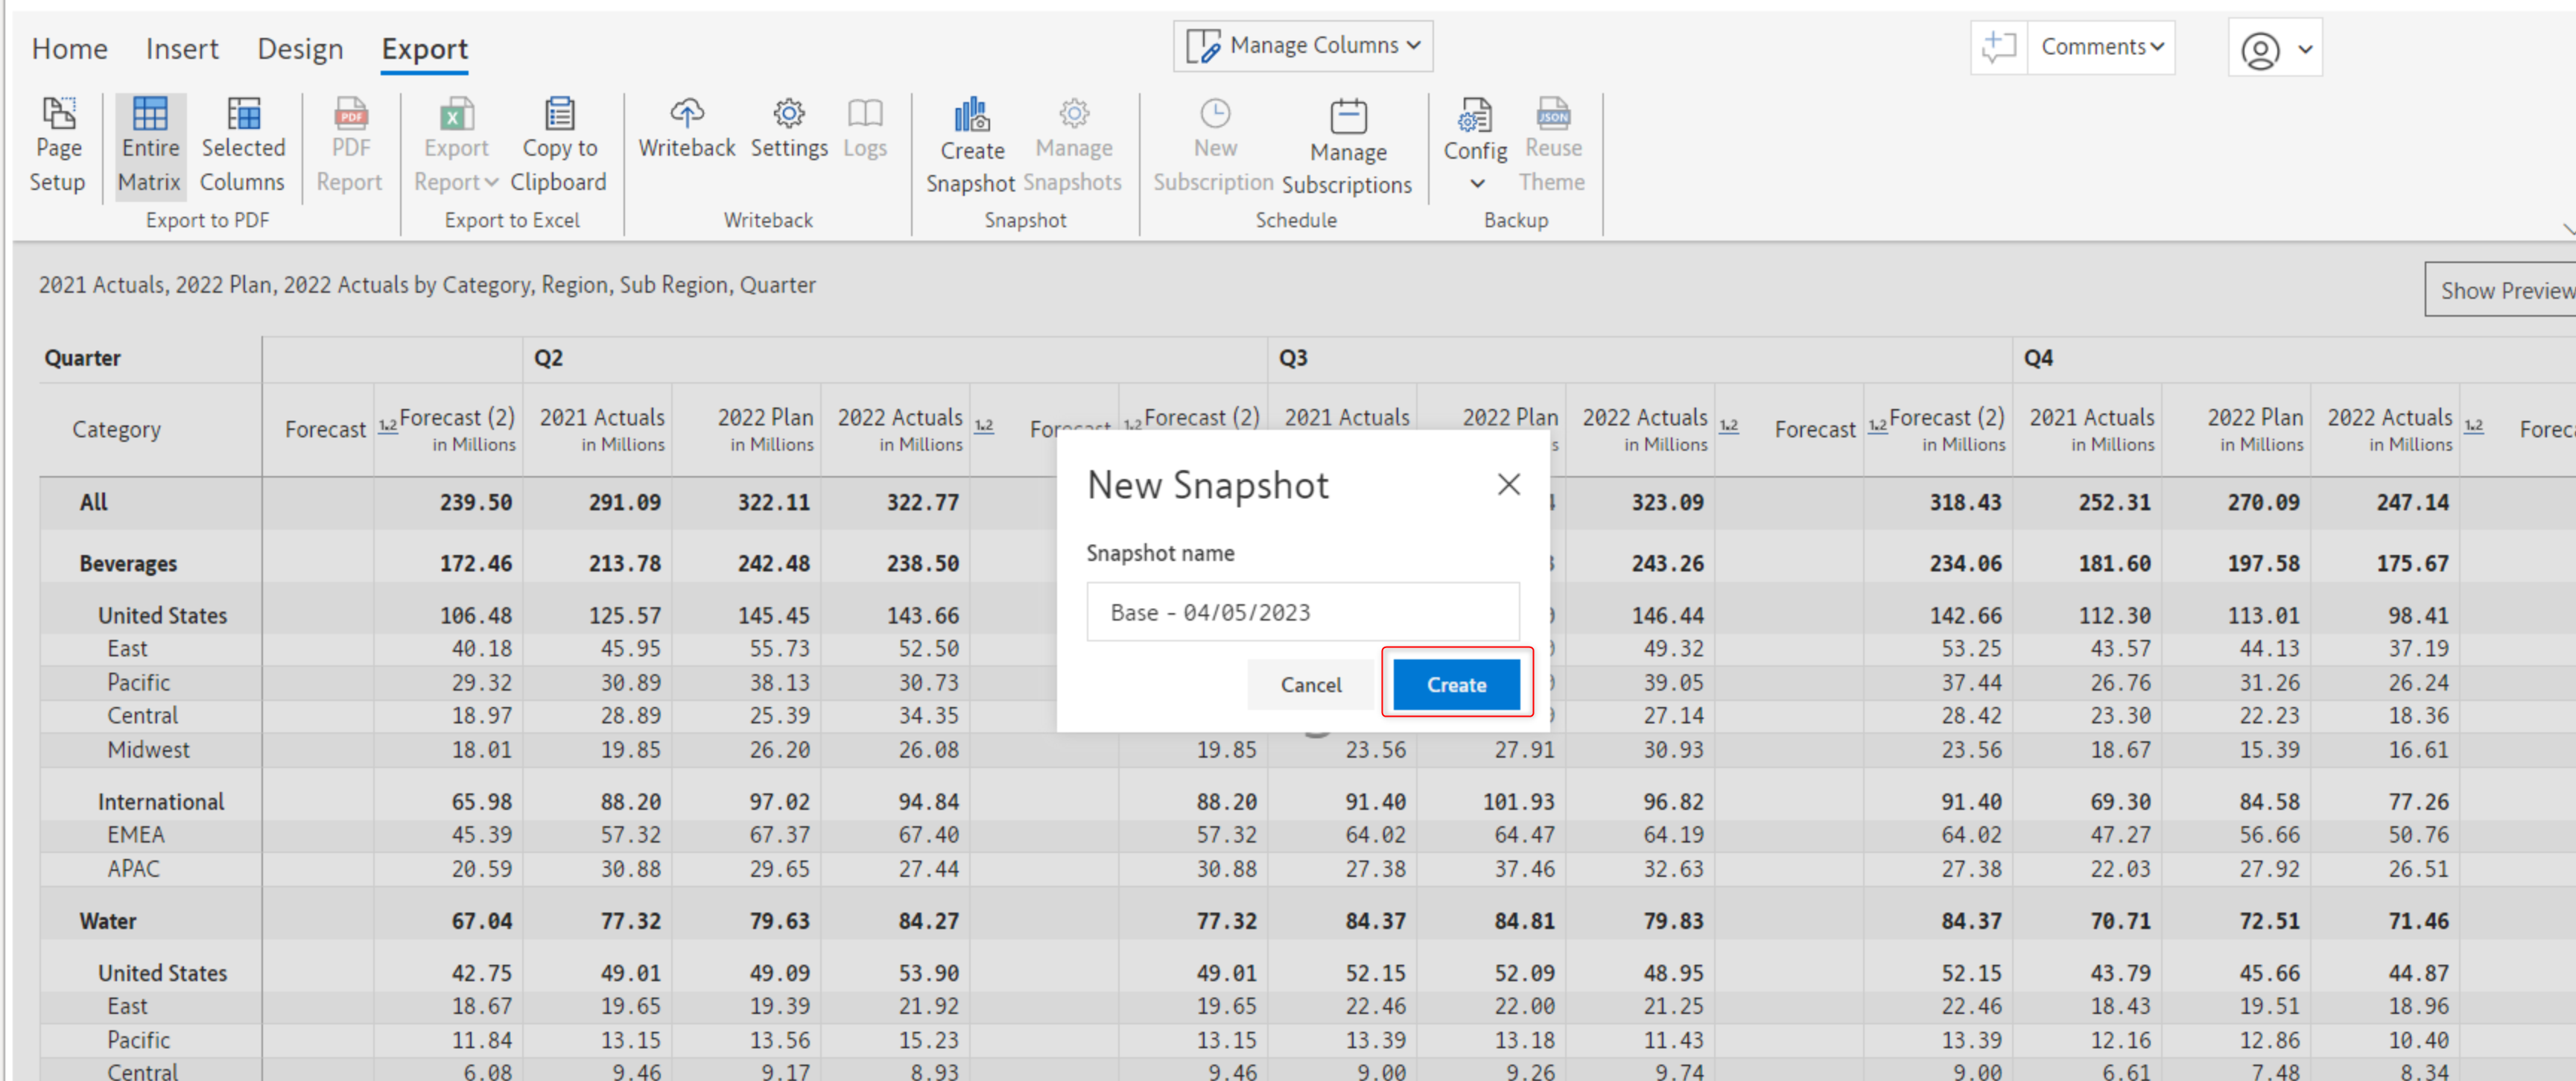 Home Insert Design Export
Manage Columns
Comments
Page Setup
Entire Matrix
Selected Columns
PDF Report
Export Report
Copy to Clipboard
Writeback
Settings
Logs
Create Snapshot
Manage Snapshots
New Subscription
Manage Subscriptions
Config
JSON
Reuse Theme
Export to PDF Export to Excel Writeback Snapshot Schedule Backup
2021 Actuals, 2022 Plan, 2022 Actuals by Category, Region, Sub Region, Quarter
Show Preview
Quarter Q2 Q3 Q4
Category Forecast Forecast (2) 2021 Actuals 2022 Plan 2022 Actuals Forecast Forecast (2) 2021 Actuals 2022 Plan 2022 Actuals Forecast Forecast (2) 2021 Actuals 2022 Plan 2022 Actuals
in Millions in Millions in Millions in Millions in Millions in Millions in Millions in Millions in Millions
All 239.50 291.09 322.11 322.77 323.09 318.43 252.31 270.09 247.14
Beverages 172.46 213.78 242.48 238.50 243.26 234.06 181.60 197.58 175.67
United States 106.48 125.57 145.45 143.66 146.44 142.66 112.30 113.01 98.41
East 40.18 45.95 55.73 52.50 49.32 53.25 43.57 44.13 37.19
Pacific 29.32 30.89 38.13 30.73 39.05 37.44 26.76 31.26 26.24
Central 18.97 28.89 25.39 34.35 27.14 28.42 23.30 22.23 18.36
Midwest 18.01 19.85 26.20 26.08 19.85 23.56 27.91 30.93 23.56 18.67 15.39 16.61
International 65.98 88.20 97.02 94.84 88.20 91.40 101.93 96.82 91.40 69.30 84.58 77.26
EMEA 45.39 57.32 67.37 67.40 57.32 64.02 64.47 64.19 64.02 47.27 56.66 50.76
APAC 20.59 30.88 29.65 27.44 30.88 27.38 37.46 32.63 27.38 22.03 27.92 26.51
Water 67.04 77.32 79.63 84.27 77.32 84.37 84.81 79.83 84.37 70.71 72.51 71.46
United States 42.75 49.01 49.09 53.90 49.01 52.15 52.09 48.95 52.15 43.79 45.66 44.87
East 18.67 19.65 19.39 21.92 19.65 22.46 22.00 21.25 22.46 18.43 19.51 18.96
Pacific 11.84 13.15 13.56 15.23 13.15 13.39 13.18 11.43 13.39 12.16 12.86 10.40
Central 6.08 9.46 9.17 8.93 9.46 9.00 9.26 9.74 9.00 6.61 7.48 8.34
New Snapshot
Snapshot name
Base - 04/05/2023
Cancel Create